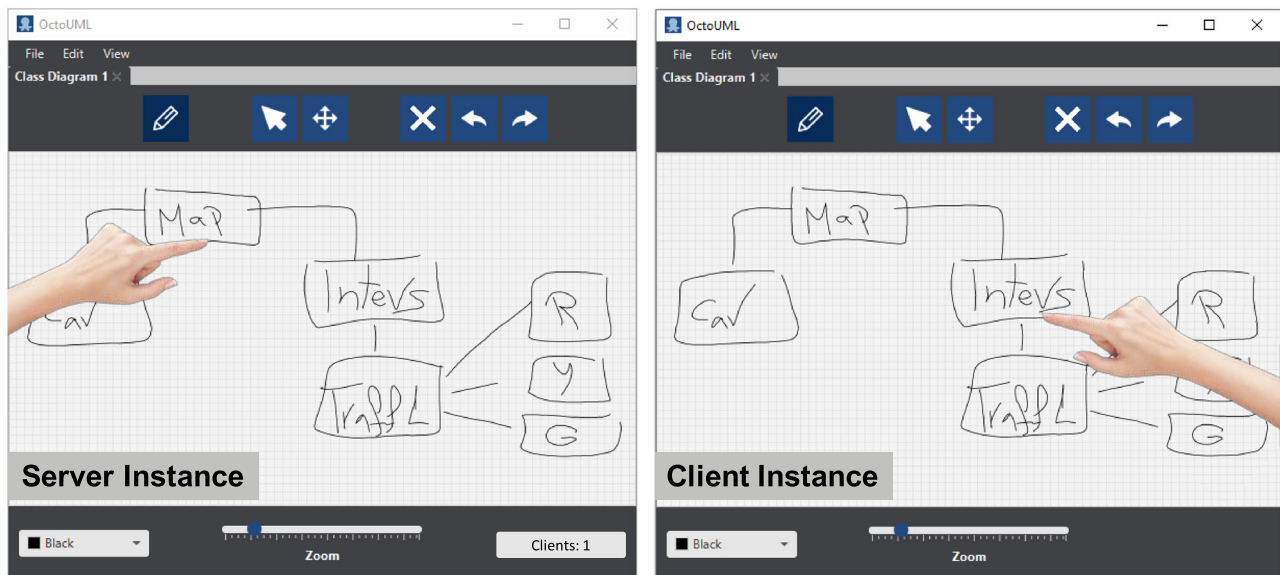 OctoUML
File Edit View
Class Diagram 1
Map
Intevs
Cav
R
Y
TraffL
G
Server Instance
Black
Zoom
Clients: 1
OctoUML
File Edit View
Class Diagram 1
Map
Intevs
Cav
R
TraffL
G
Client Instance
Black
Zoom